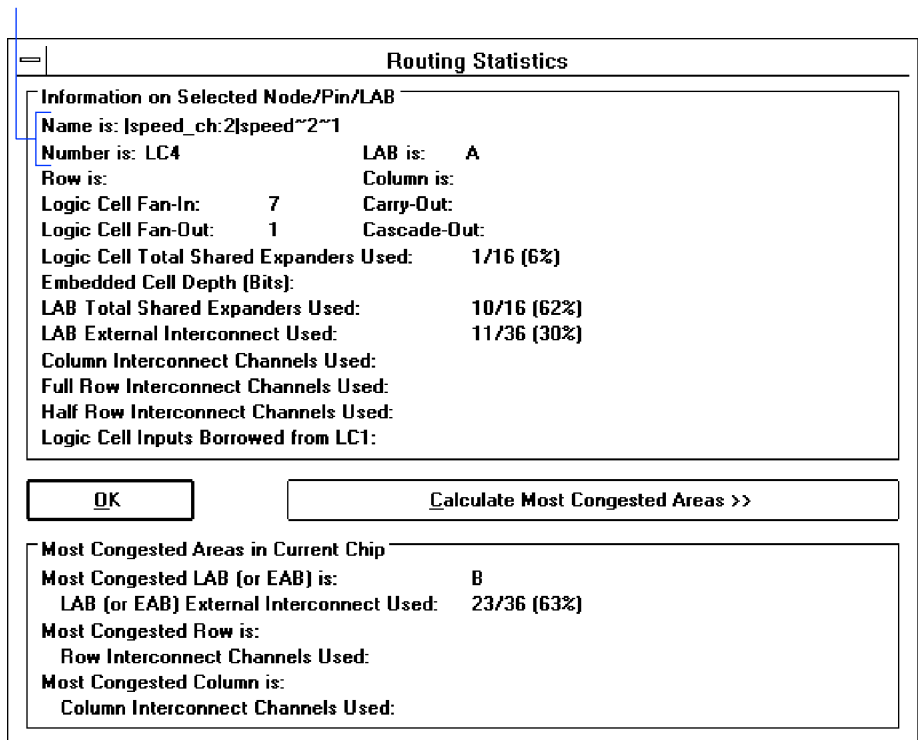 Routing Statistics
Information on Selected Node/Pin/LAB
Name is: |speed_ch:2|speed~2~1
Number is: LC4 LAB is: A
Row is: Column is:
Logic Cell Fan-In: 7 Carry-Out:
Logic Cell Fan-Out: 1 Cascade-Out:
Logic Cell Total Shared Expanders Used: 1/16 (6%)
Embedded Cell Depth (Bits):
LAB Total Shared Expanders Used: 10/16 (62%)
LAB External Interconnect Used: 11/36 (30%)
Column Interconnect Channels Used:
Full Row Interconnect Channels Used:
Half Row Interconnect Channels Used:
Logic Cell Inputs Borrowed from LC1:
OK Calculate Most Congested Areas >>
Most Congested Areas in Current Chip
Most Congested LAB (or EAB) is: B
LAB (or EAB) External Interconnect Used: 23/36 (63%)
Most Congested Row is:
Row Interconnect Channels Used:
Most Congested Column is:
Column Interconnect Channels Used: